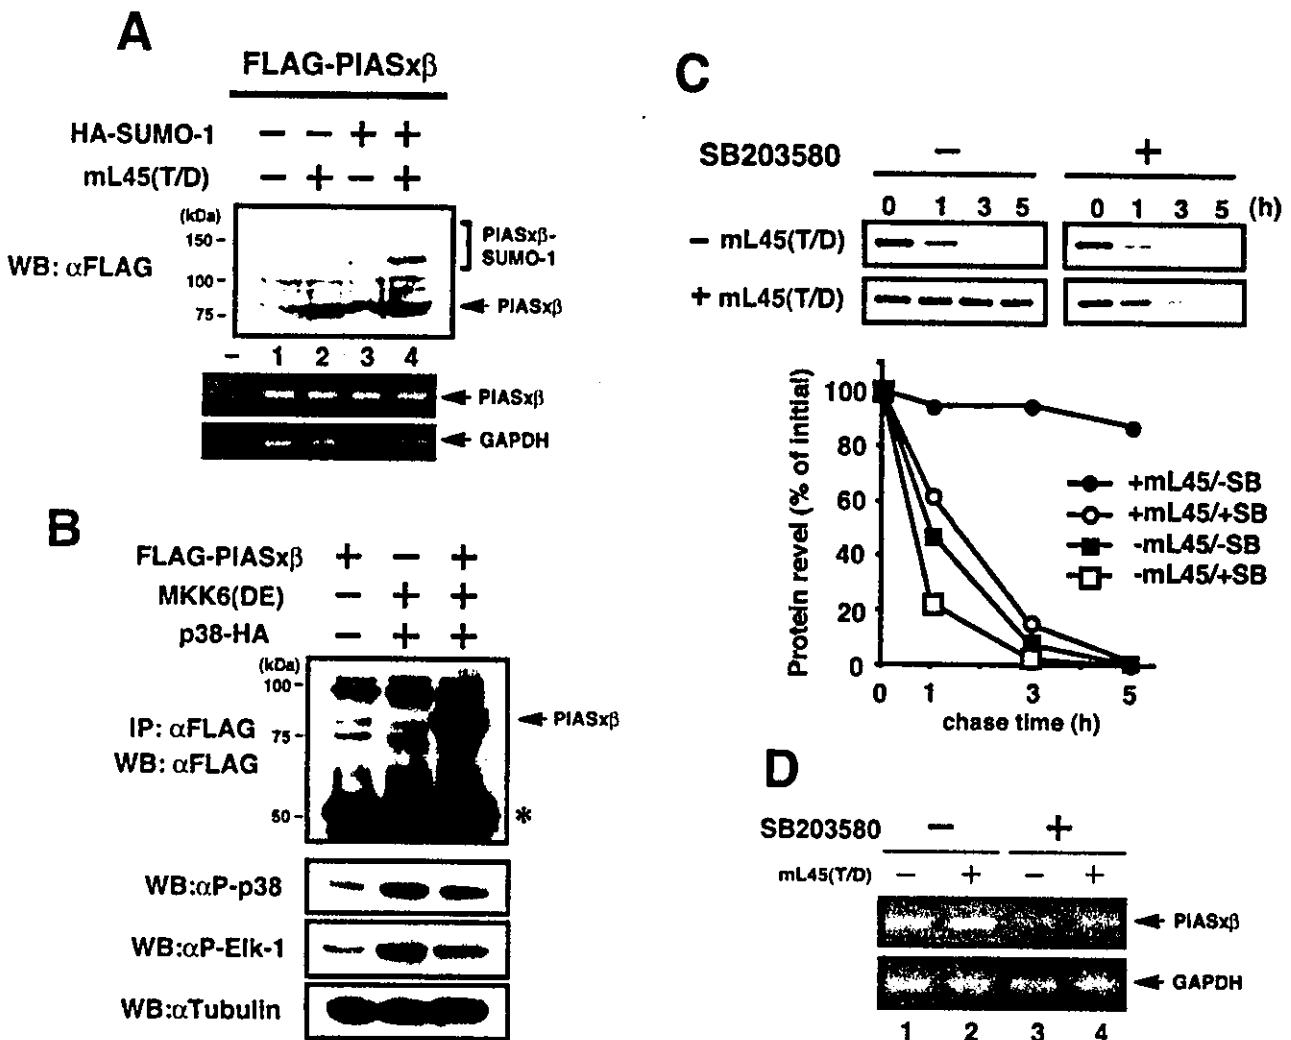 A
FLAG-PIASxβ
HA-SUMO-1 − − + +
mL45(T/D) − + − +
(kDa)
150 –
100 –
75 –
WB: αFLAG
PIASxβ-
SUMO-1
PIASxβ
– 1 2 3 4
PIASxβ
GAPDH
B
FLAG-PIASxβ + − +
MKK6(DE) − + +
p38-HA − + +
(kDa)
100 –
75 –
50 –
IP: αFLAG
WB: αFLAG
PIASxβ
*
WB:αP-p38
WB:αP-Elk-1
WB:αTubulin
C
SB203580 − +
0 1 3 5 0 1 3 5 (h)
− mL45(T/D)
+ mL45(T/D)
Protein revel (% of initial)
100
80
60
40
20
0
0 1 3 5
chase time (h)
+mL45/-SB
+mL45/+SB
-mL45/-SB
-mL45/+SB
D
SB203580 − +
mL45(T/D) − + − +
PIASxβ
GAPDH
1 2 3 4